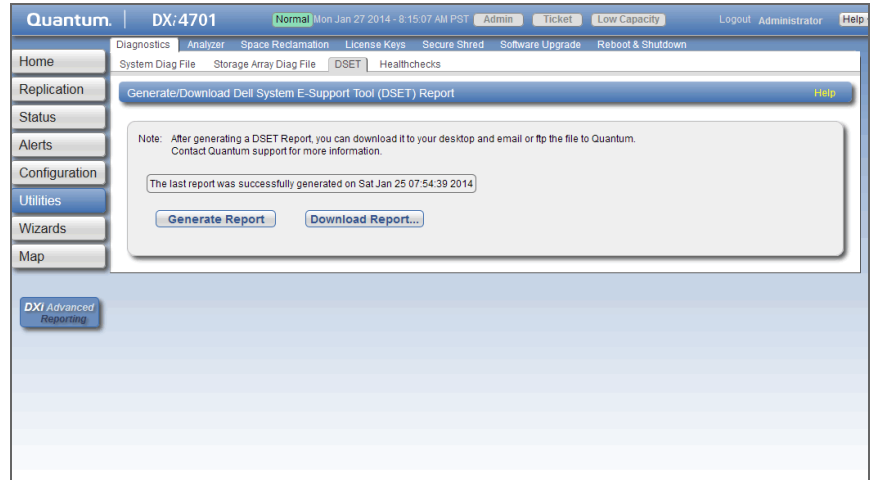 Quantum. DXi4701 Normal Mon Jan 27 2014 - 8:15:07 AM PST Admin Ticket Low Capacity Logout Administrator Help
Diagnostics Analyzer Space Reclamation License Keys Secure Shred Software Upgrade Reboot & Shutdown
System Diag File Storage Array Diag File DSET Healthchecks
Home
Replication
Status
Alerts
Configuration
Utilities
Wizards
Map
DXi Advanced
Reporting
Generate/Download Dell System E-Support Tool (DSET) Report Help
Note: After generating a DSET Report, you can download it to your desktop and email or ftp the file to Quantum.
Contact Quantum support for more information.
The last report was successfully generated on Sat Jan 25 07:54:39 2014
Generate Report Download Report...